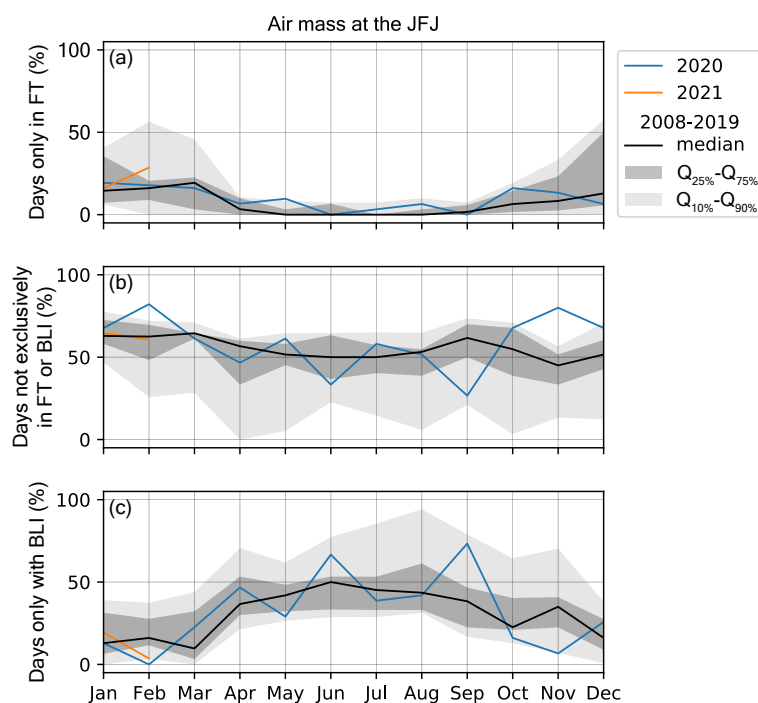 Air mass at the JFJ
(a)
Days only in FT (%)
100
50
0
2020
2021
2008-2019
median
Q25%-Q75%
Q10%-Q90%
(b)
Days not exclusively
in FT or BLI (%)
100
50
0
(c)
Days only with BLI (%)
100
50
0
Jan Feb Mar Apr May Jun Jul Aug Sep Oct Nov Dec